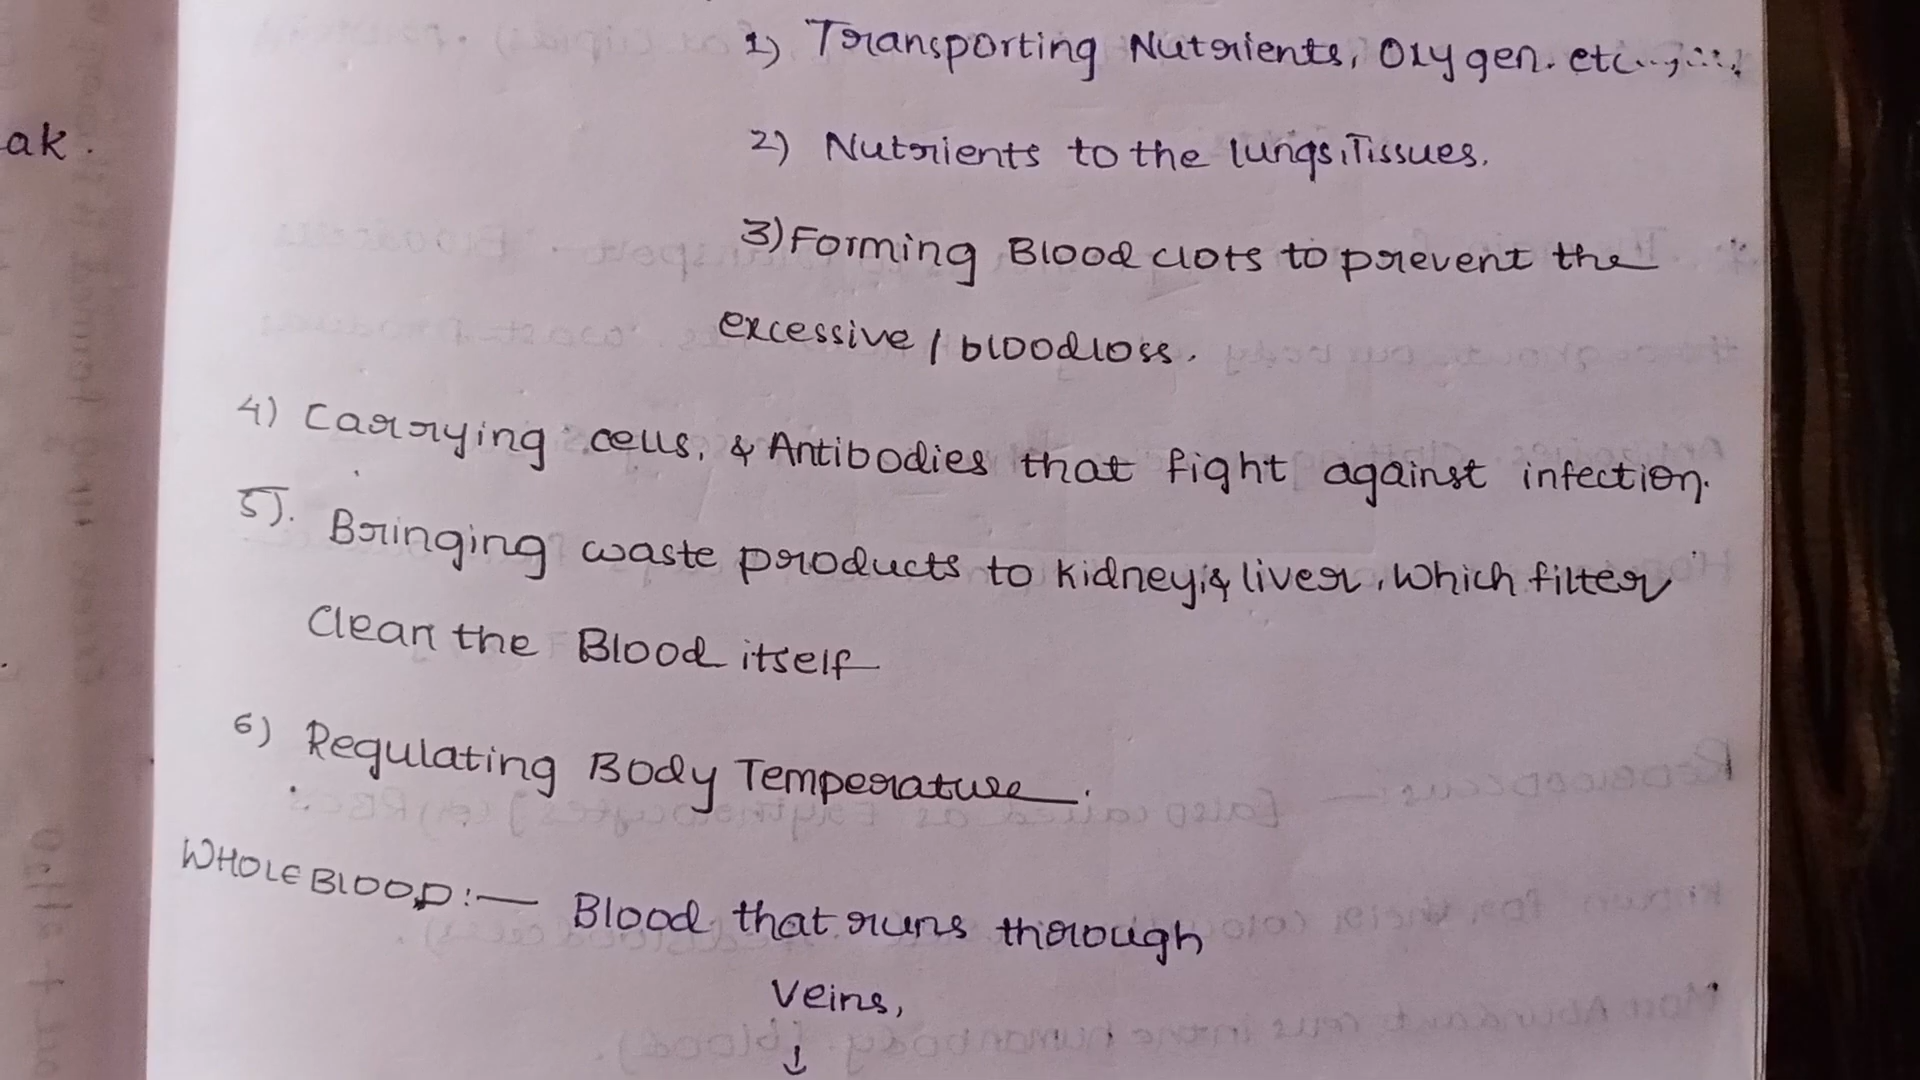 1) Transporting Nutrients, Oxygen. etc..,...
ak.
2) Nutrients to the lungs, Tissues.
3) Forming Blood clots to prevent the
excessive / bloodloss.
4) Carrying cells, & Antibodies that fight against infection.
5). Bringing waste products to kidney, & liver, which filter
Clean the Blood itself
6) Regulating Body Temperature.
WHOLE BLOOD :— Blood that runs thorough
Veins,
↓